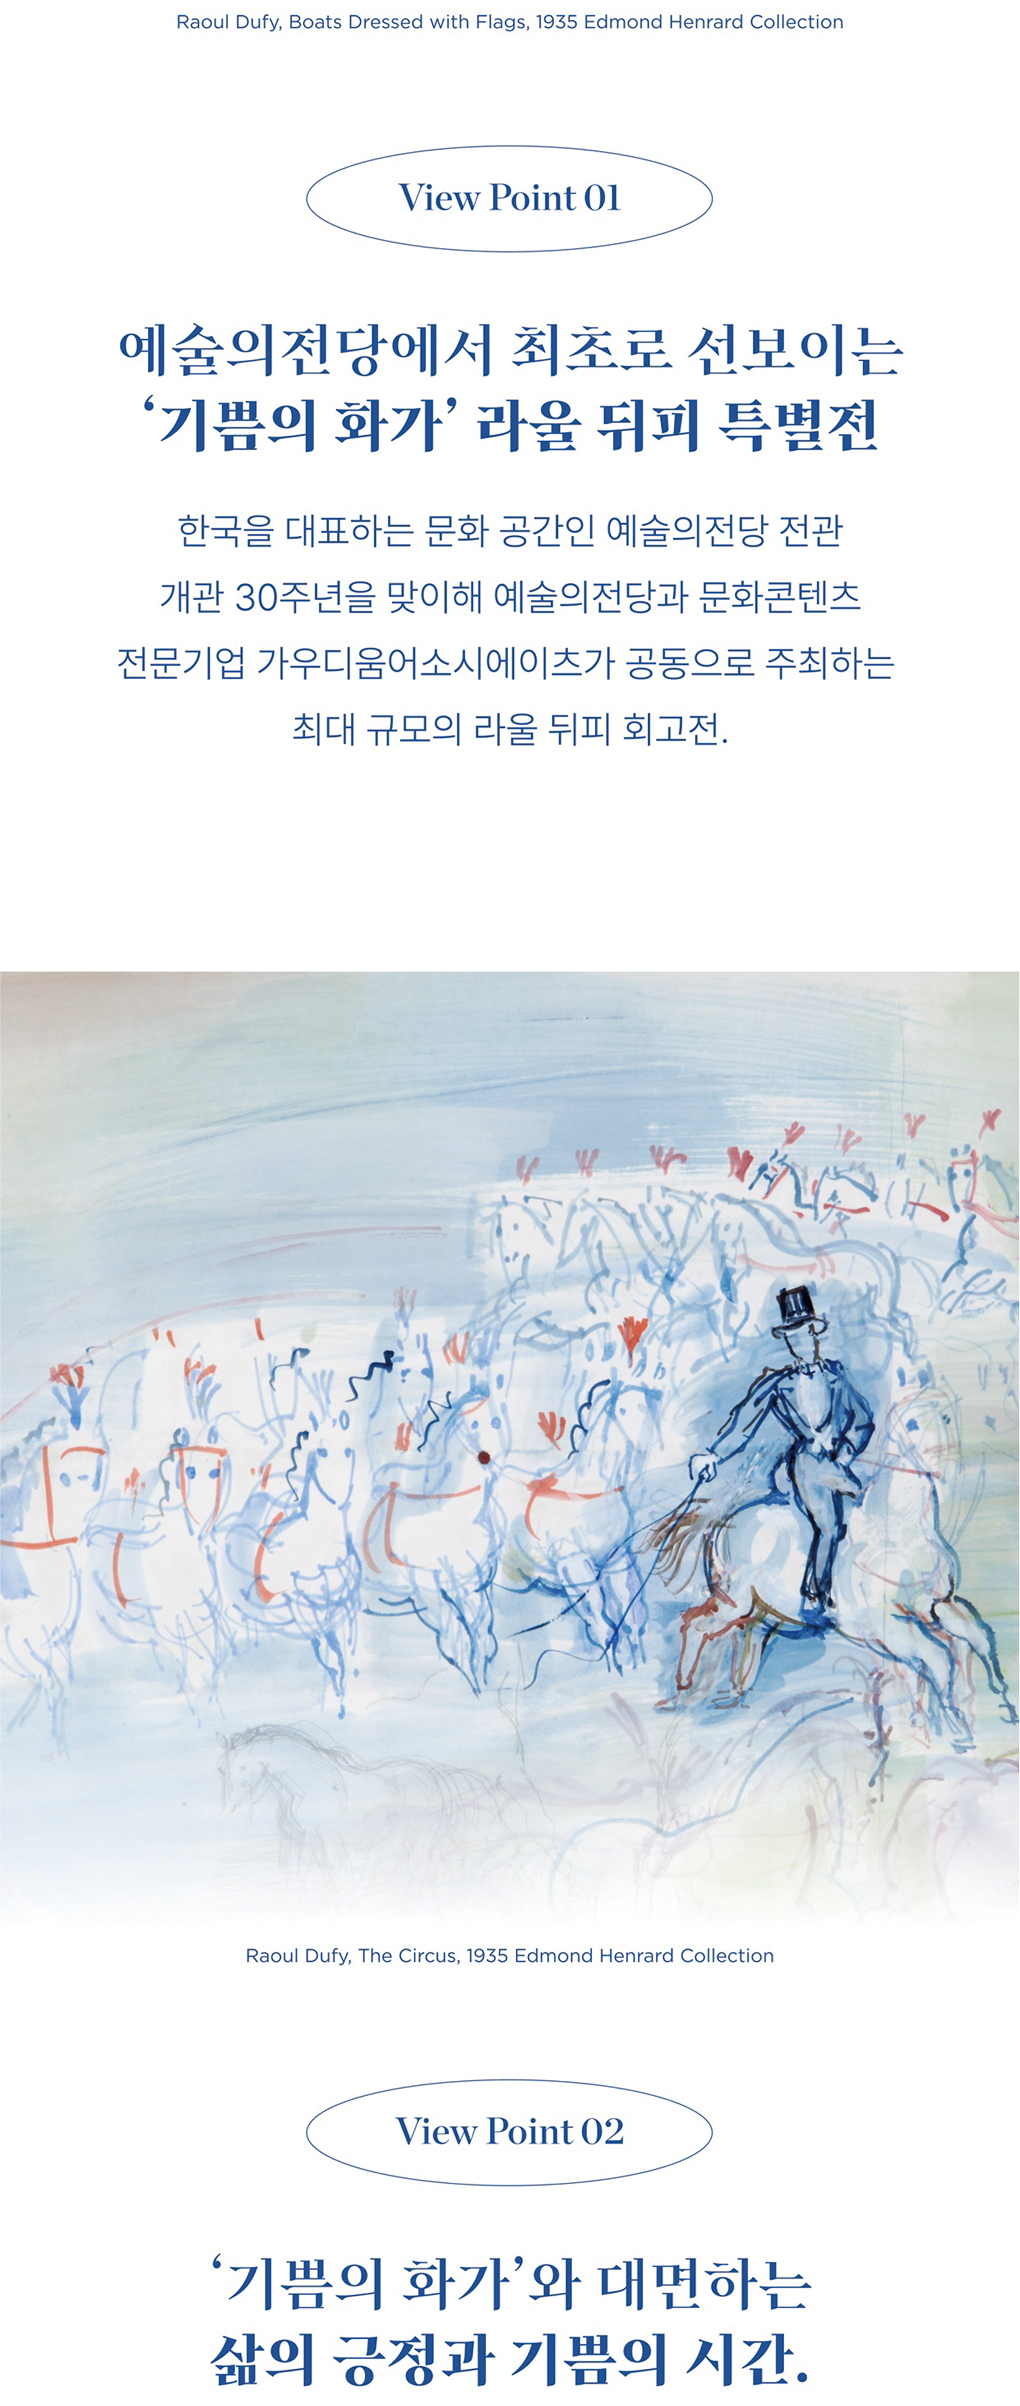 Raoul Dufy, Boats Dressed with Flags, 1935 Edmond Henrard Collection
View Point 01
예술의전당에서 최초로 선보이는
‘기쁨의 화가’ 라울 뒤피 특별전
한국을 대표하는 문화 공간인 예술의전당 전관
개관 30주년을 맞이해 예술의전당과 문화콘텐츠
전문기업 가우디움어소시에이츠가 공동으로 주최하는
최대 규모의 라울 뒤피 회고전.
Raoul Dufy, The Circus, 1935 Edmond Henrard Collection
View Point 02
‘기쁨의 화가’와 대면하는
삶의 긍정과 기쁨의 시간.